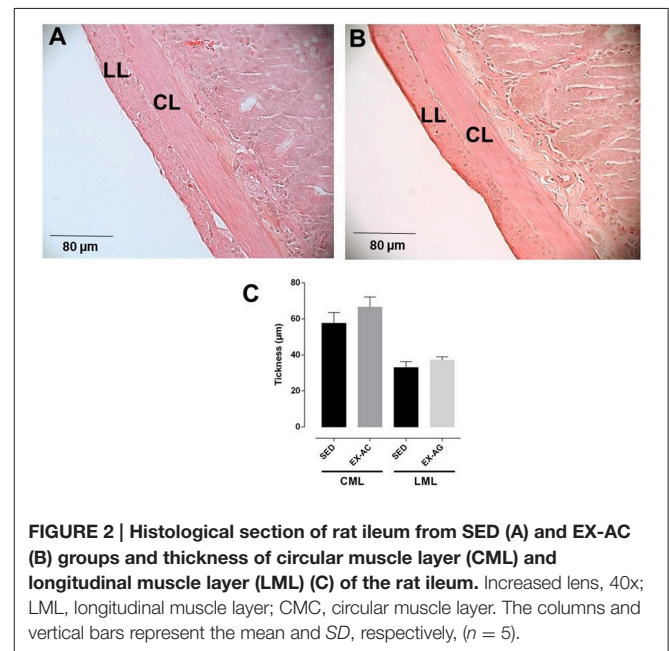 A
B
LL
CL
LL
CL
80 µm
80 µm
C
80
60
40
20
0
Tickness (µm)
SED
EX-AC
SED
EX-AG
CML
LML
FIGURE 2 | Histological section of rat ileum from SED (A) and EX-AC
(B) groups and thickness of circular muscle layer (CML) and
longitudinal muscle layer (LML) (C) of the rat ileum. Increased lens, 40x;
LML, longitudinal muscle layer; CMC, circular muscle layer. The columns and
vertical bars represent the mean and SD, respectively, (n = 5).